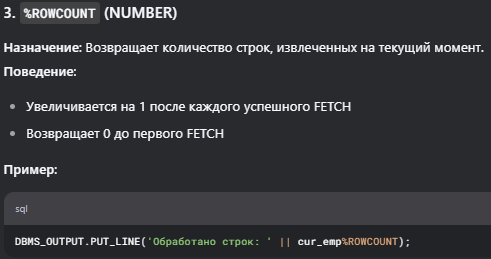 3. %ROWCOUNT (NUMBER)
Назначение: Возвращает количество строк, извлеченных на текущий момент.
Поведение:
• Увеличивается на 1 после каждого успешного FETCH
• Возвращает 0 до первого FETCH
Пример:
sql
DBMS_OUTPUT.PUT_LINE('Обработано строк: ' || cur_emp%ROWCOUNT);